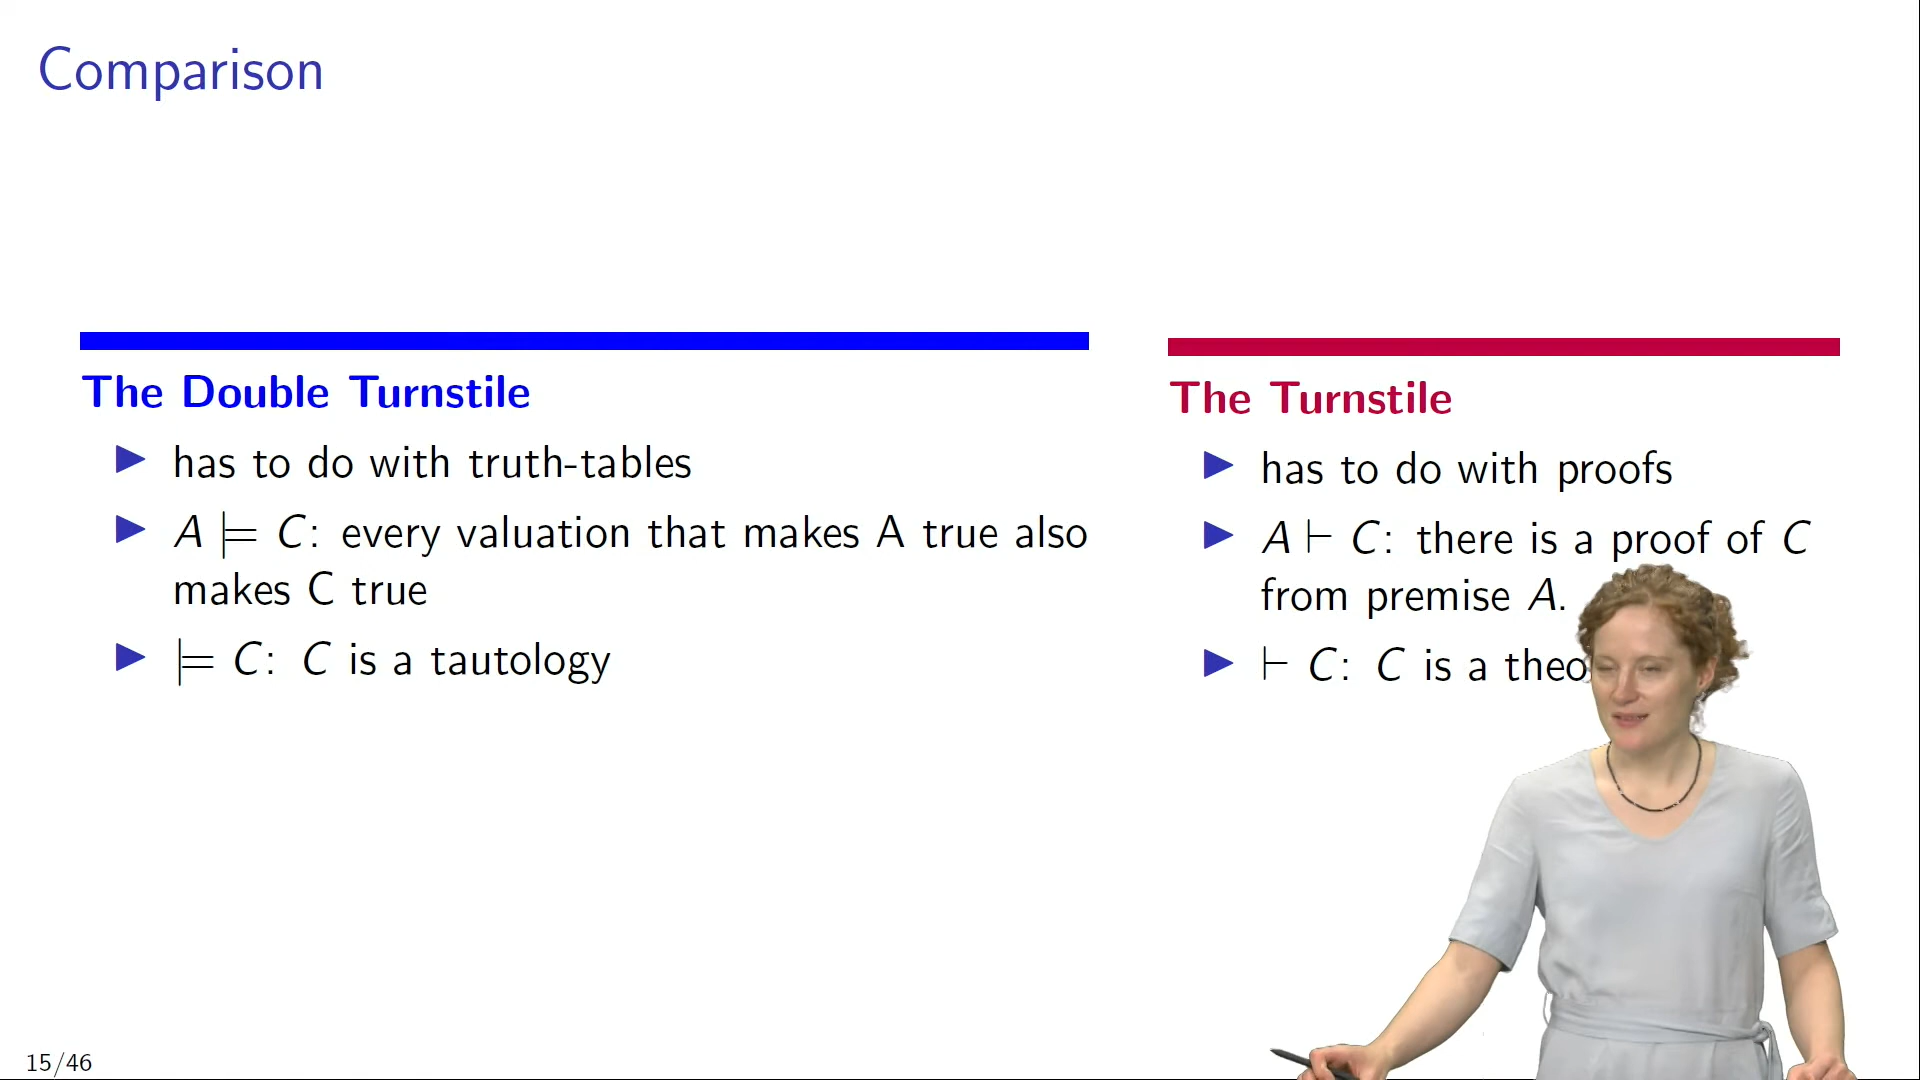 Comparison
The Double Turnstile
▶ has to do with truth-tables
▶ A ⊨ C: every valuation that makes A true also
makes C true
▶ ⊨ C: C is a tautology
The Turnstile
▶ has to do with proofs
▶ A ⊢ C: there is a proof of C
from premise A.
▶ ⊢ C: C is a
15/46